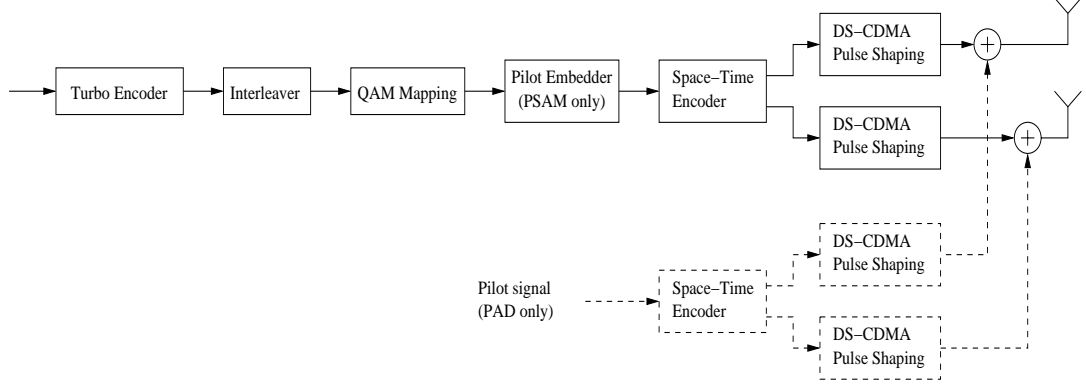 DS−CDMA
Pulse Shaping
+
Turbo Encoder
Interleaver
QAM Mapping
Pilot Embedder
(PSAM only)
Space−Time
Encoder
DS−CDMA
Pulse Shaping
+
DS−CDMA
Pulse Shaping
Pilot signal
(PAD only)
Space−Time
Encoder
DS−CDMA
Pulse Shaping